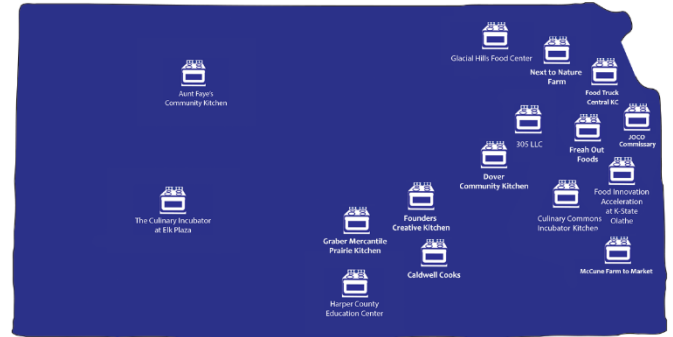 Glacial Hills Food Center
Next to Nature
Farm
Aunt Faye's
Community Kitchen
Food Truck
Central KC
305 LLC
JOCO
Commissary
Freah Out
Foods
Dover
Community Kitchen
Food Innovation
Acceleration
at K-State
Olathe
The Culinary Incubator
at Elk Plaza
Founders
Creative Kitchen
Culinary Commons
Incubator Kitchen
Graber Mercantile
Prairie Kitchen
Caldwell Cooks
McCune Farm to Market
Harper County
Education Center